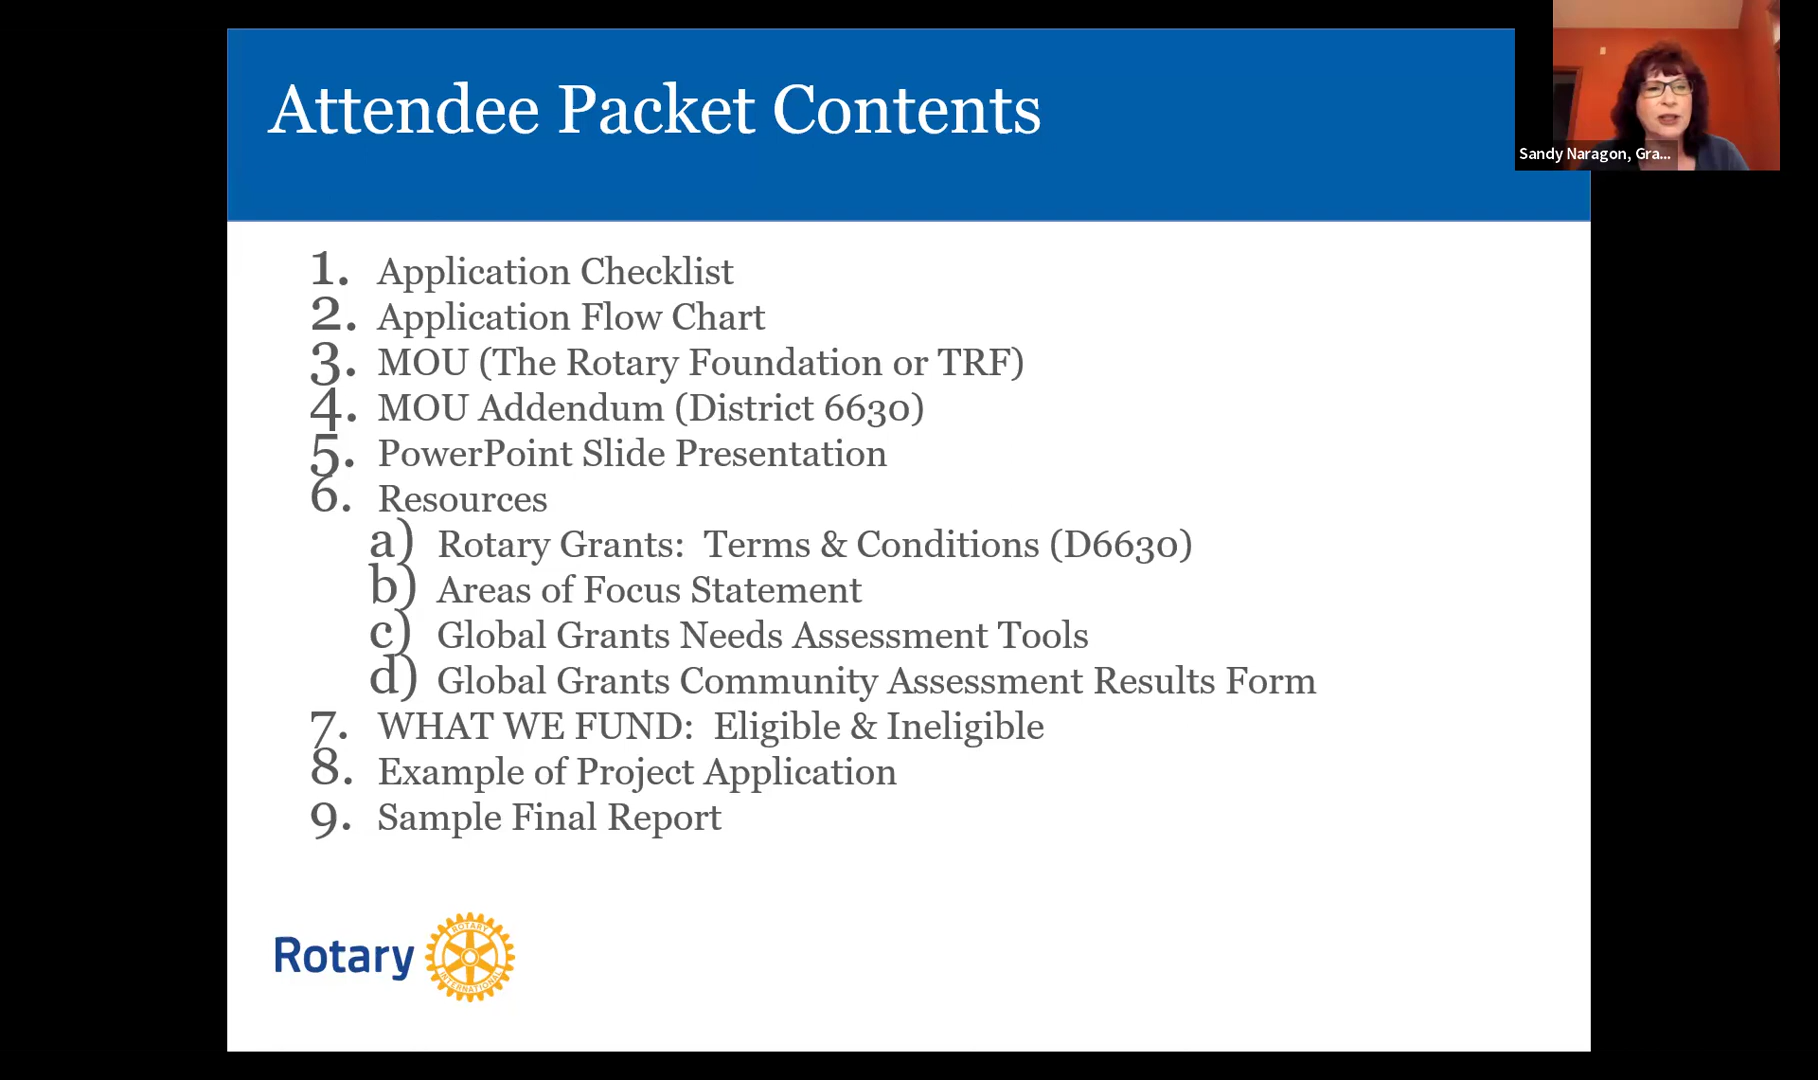 Attendee Packet Contents
Sandy Naragon, Gra...
1. Application Checklist
2. Application Flow Chart
3. MOU (The Rotary Foundation or TRF)
4. MOU Addendum (District 6630)
5. PowerPoint Slide Presentation
6. Resources
a) Rotary Grants: Terms & Conditions (D6630)
b) Areas of Focus Statement
c) Global Grants Needs Assessment Tools
d) Global Grants Community Assessment Results Form
7. WHAT WE FUND: Eligible & Ineligible
8. Example of Project Application
9. Sample Final Report
Rotary
ROTARY
INTERNATIONAL